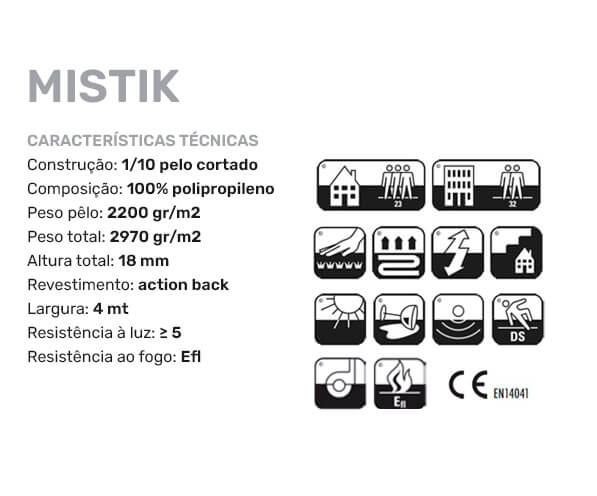 MISTIK
CARACTERÍSTICAS TÉCNICAS
Construção: 1/10 pelo cortado
Composição: 100% polipropileno
Peso pêlo: 2200 gr/m2
Peso total: 2970 gr/m2
Altura total: 18 mm
Revestimento: action back
Largura: 4 mt
Resistência à luz: ≥ 5
Resistência ao fogo: Efl
23
32
DS
Efl
CE EN14041